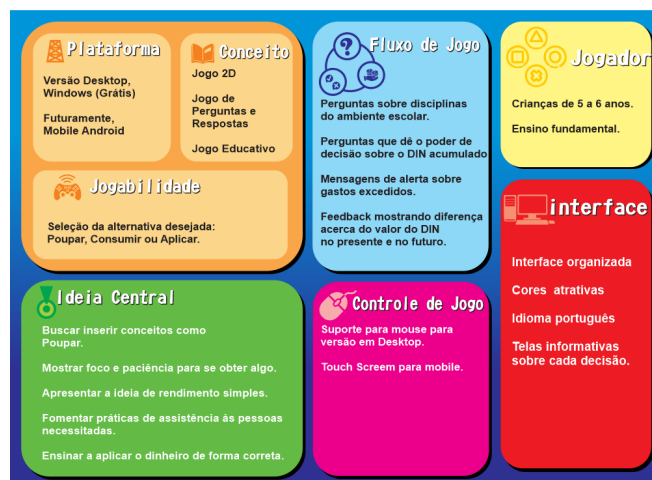 Plataforma
Versão Desktop,
Windows (Grátis)
Futuramente,
Mobile Android
Conceito
Jogo 2D
Jogo de
Perguntas e
Respostas
Jogo Educativo
Jogabilidade
Seleção da alternativa desejada:
Poupar, Consumir ou Aplicar.
Fluxo de Jogo
Perguntas sobre disciplinas
do ambiente escolar.
Perguntas que dê o poder de
decisão sobre o DIN acumulado
Mensagens de alerta sobre
gastos excedidos.
Feedback mostrando diferença
acerca do valor do DIN
no presente e no futuro.
Jogador
Crianças de 5 a 6 anos.
Ensino fundamental.
interface
Interface organizada
Cores atrativas
Idioma português
Telas informativas
sobre cada decisão.
Ideia Central
Buscar inserir conceitos como
Poupar.
Mostrar foco e paciência para se obter algo.
Apresentar a ideia de rendimento simples.
Fomentar práticas de assistência às pessoas
necessitadas.
Ensinar a aplicar o dinheiro de forma correta.
Controle de Jogo
Suporte para mouse para
versão em Desktop.
Touch Screem para mobile.